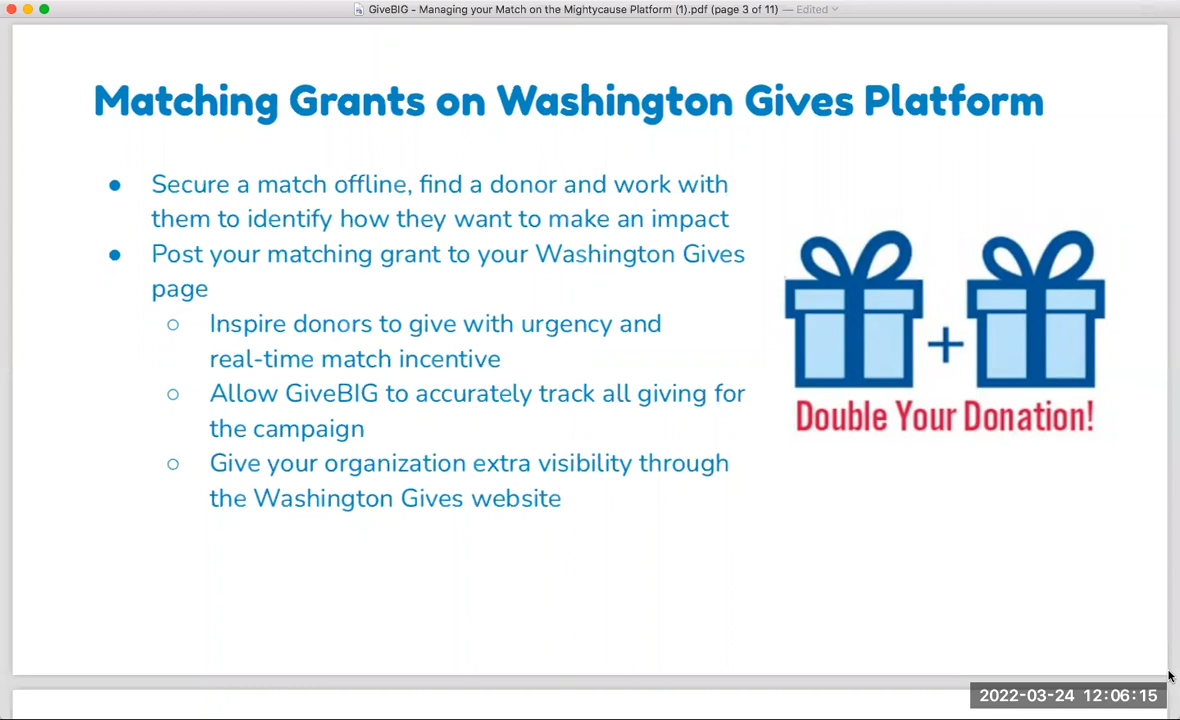 GiveBIG - Managing your Match on the Mightycause Platform (1).pdf (page 3 of 11) — Edited
Matching Grants on Washington Gives Platform
● Secure a match offline, find a donor and work with
them to identify how they want to make an impact
● Post your matching grant to your Washington Gives
page
○ Inspire donors to give with urgency and
real-time match incentive
○ Allow GiveBIG to accurately track all giving for
the campaign
○ Give your organization extra visibility through
the Washington Gives website
+
Double Your Donation!
2022-03-24 12:06:15